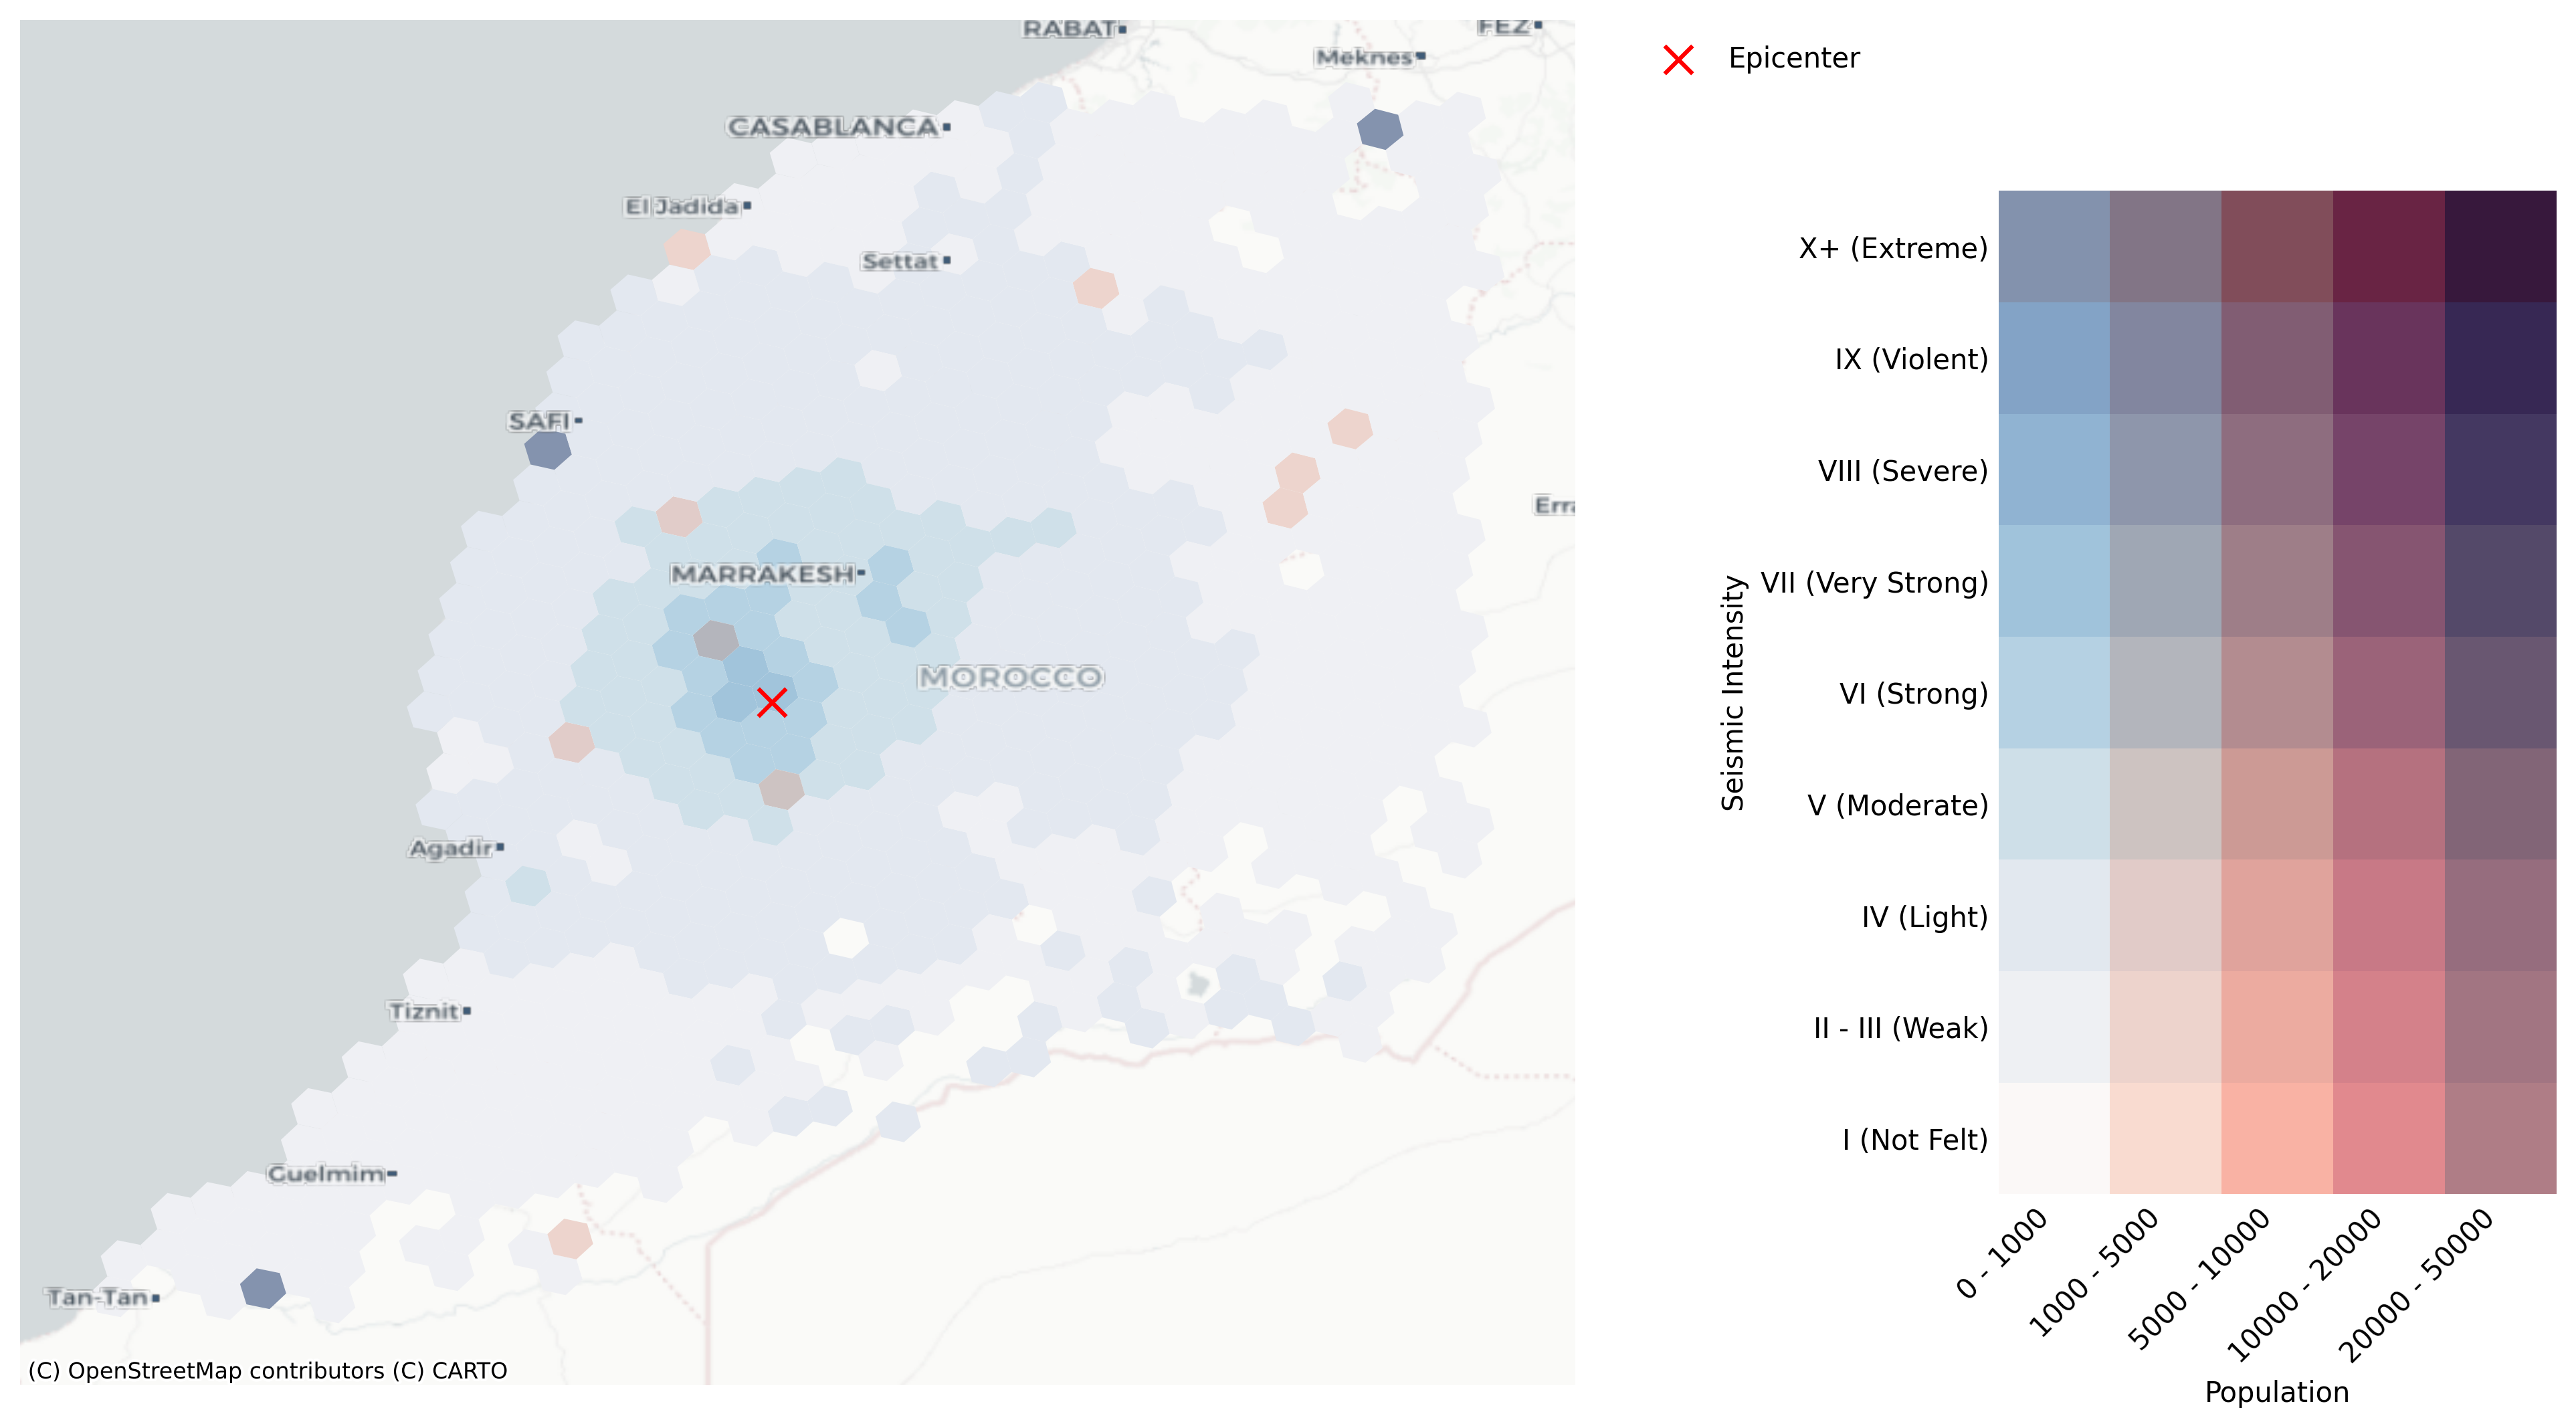 RABAT
FEZ
Meknes
CASABLANCA
El Jadida
Settat
SAFI
Erra
MARRAKESH
MOROCCO
Agadir
Tiznit
Guelmim
Tan-Tan
(C) OpenStreetMap contributors (C) CARTO
Epicenter
Seismic Intensity
X+ (Extreme)
IX (Violent)
VIII (Severe)
VII (Very Strong)
VI (Strong)
V (Moderate)
IV (Light)
II - III (Weak)
I (Not Felt)
0 - 1000
1000 - 5000
5000 - 10000
10000 - 20000
20000 - 50000
Population